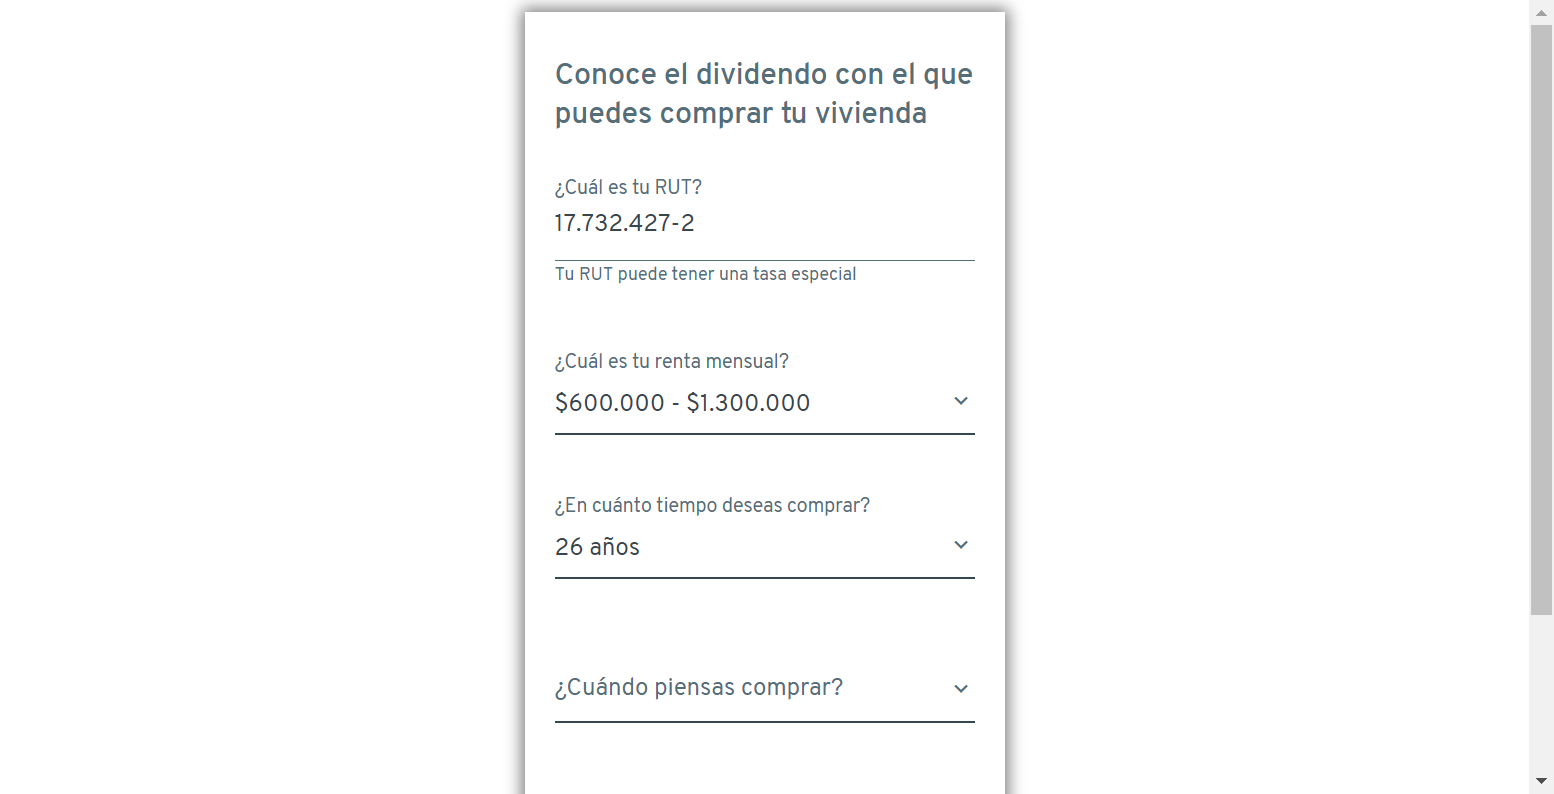 Conoce el dividendo con el que
puedes comprar tu vivienda
¿Cuál es tu RUT?
17.732.427-2
Tu RUT puede tener una tasa especial
¿Cuál es tu renta mensual?
$600.000 - $1.300.000
¿En cuánto tiempo deseas comprar?
26 años
¿Cuándo piensas comprar?